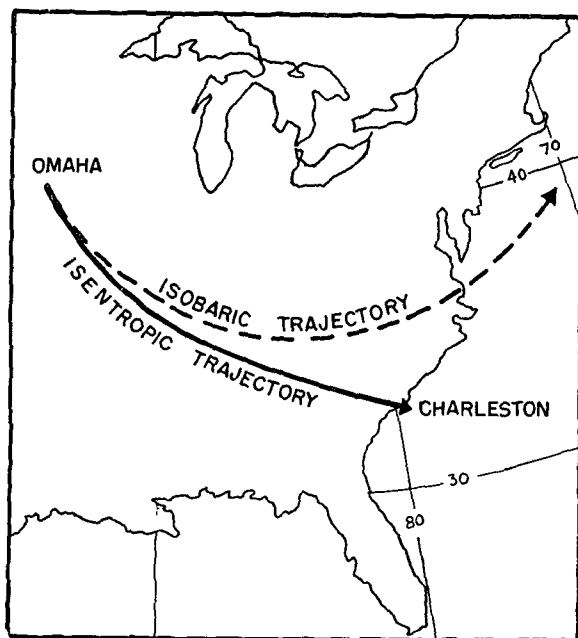 OMAHA
70
40
ISOBARIC TRAJECTORY
ISENTROPIC TRAJECTORY
CHARLESTON
30
80